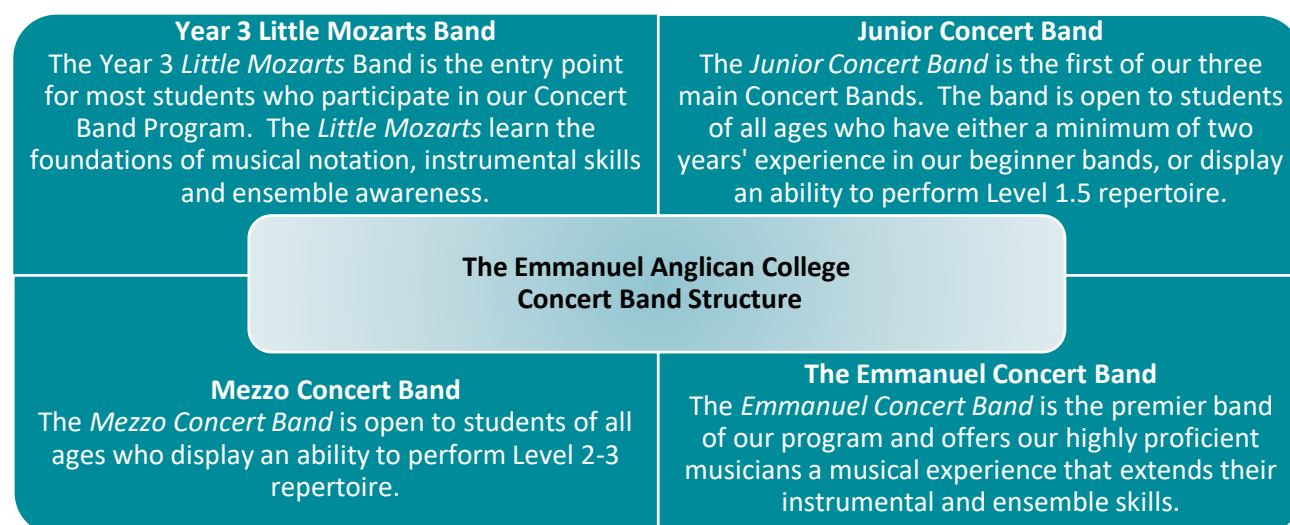 Year 3 Little Mozarts Band
The Year 3 Little Mozarts Band is the entry point
for most students who participate in our Concert
Band Program.  The Little Mozarts learn the
foundations of musical notation, instrumental skills
and ensemble awareness.
Junior Concert Band
The Junior Concert Band is the first of our three
main Concert Bands.  The band is open to students
of all ages who have either a minimum of two
years' experience in our beginner bands, or display
an ability to perform Level 1.5 repertoire.
The Emmanuel Anglican College
Concert Band Structure
Mezzo Concert Band
The Mezzo Concert Band is open to students of all
ages who display an ability to perform Level 2-3
repertoire.
The Emmanuel Concert Band
The Emmanuel Concert Band is the premier band
of our program and offers our highly proficient
musicians a musical experience that extends their
instrumental and ensemble skills.